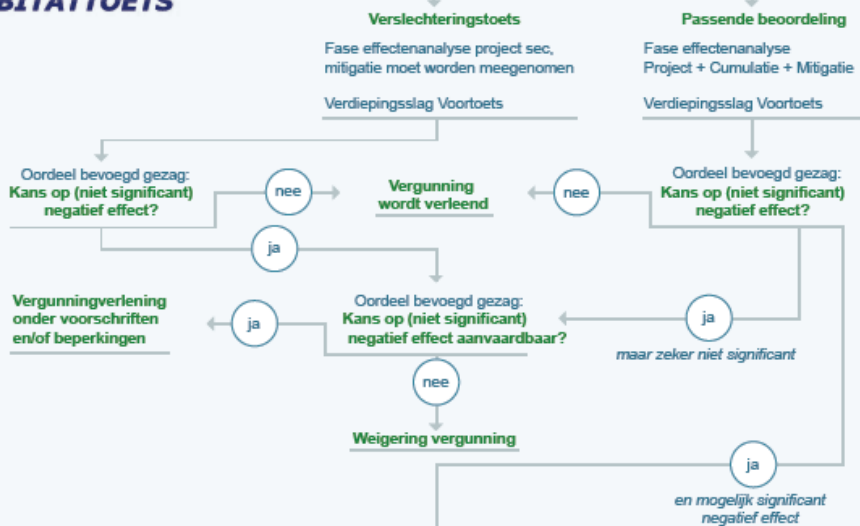 BITATTOETS
Verslechteringstoets
Fase effectenanalyse project sec,
mitigatie moet worden meegenomen
Verdiepingsslag Voortoets
Passende beoordeling
Fase effectenanalyse
Project + Cumulatie + Mitigatie
Verdiepingsslag Voortoets
Oordeel bevoegd gezag:
Kans op (niet significant)
negatief effect?
nee
Vergunning
wordt verleend
nee
Oordeel bevoegd gezag:
Kans op (niet significant)
negatief effect?
ja
Vergunningverlening
onder voorschriften
en/of beperkingen
ja
Oordeel bevoegd gezag:
Kans op (niet significant)
negatief effect aanvaardbaar?
ja
maar zeker niet significant
nee
Weigering vergunning
ja
en mogelijk significant
negatief effect